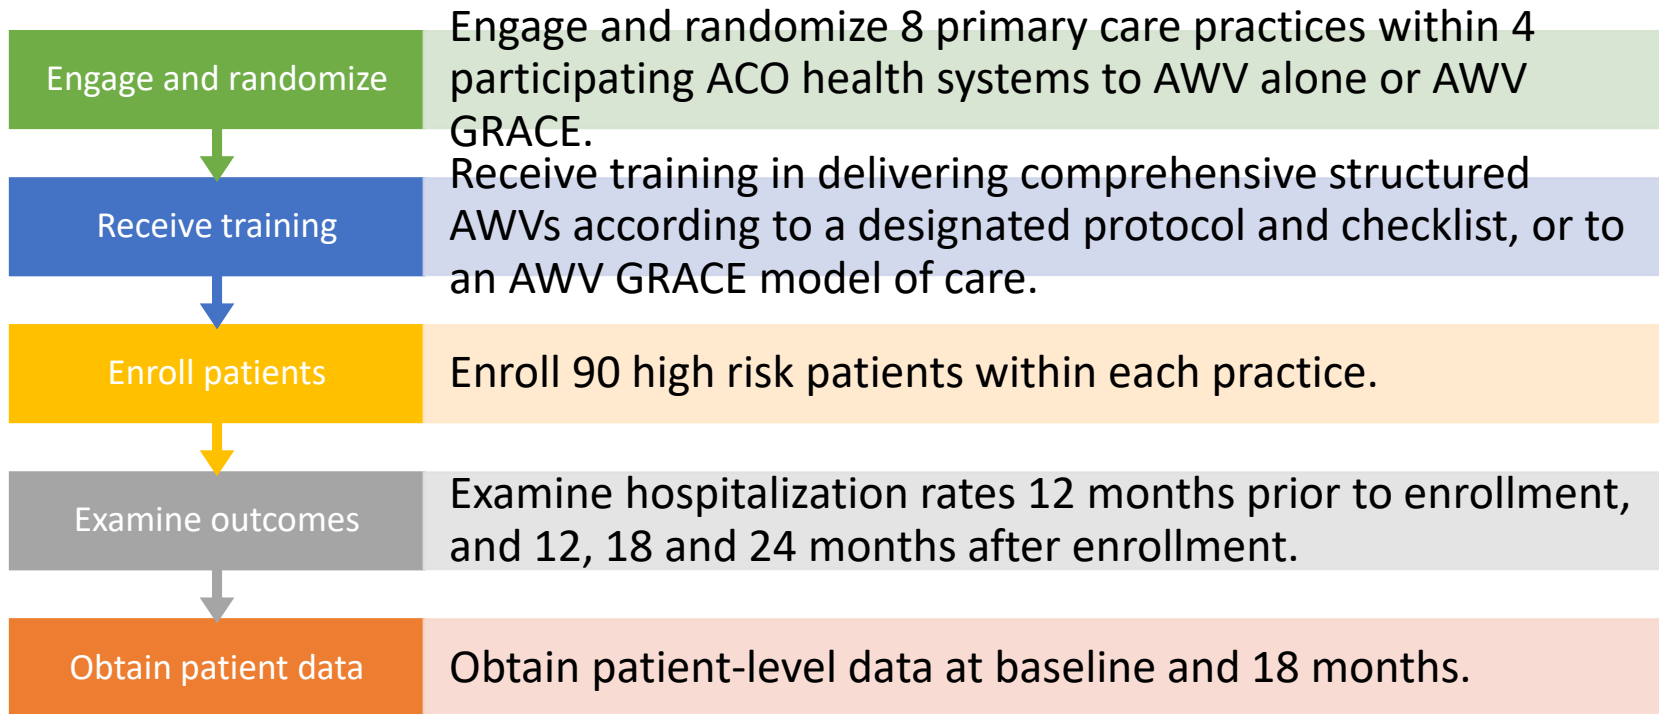 Engage and randomize
Engage and randomize 8 primary care practices within 4
participating ACO health systems to AWV alone or AWV
GRACE.
Receive training
Receive training in delivering comprehensive structured
AWVs according to a designated protocol and checklist, or to
an AWV GRACE model of care.
Enroll patients
Enroll 90 high risk patients within each practice.
Examine outcomes
Examine hospitalization rates 12 months prior to enrollment,
and 12, 18 and 24 months after enrollment.
Obtain patient data
Obtain patient-level data at baseline and 18 months.